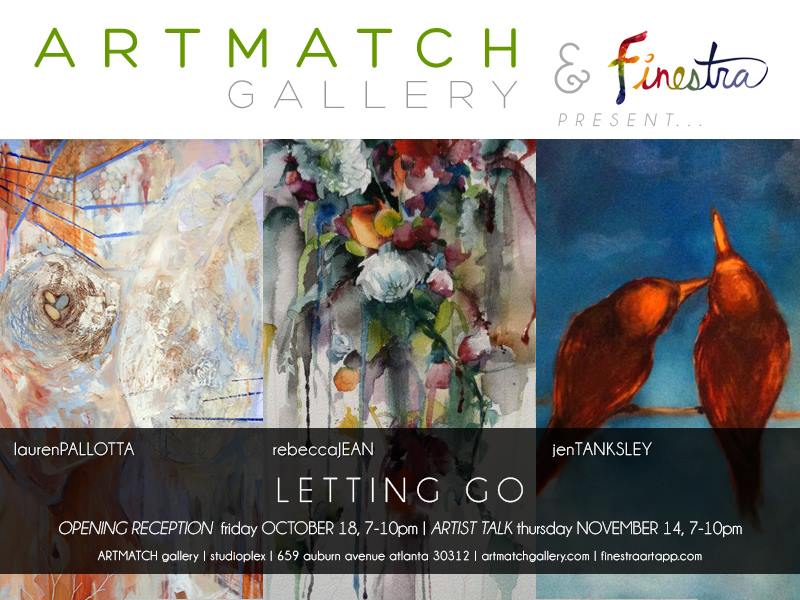 ARTMATCH
GALLERY
& Finestra
PRESENT...
laurenPALLOTTA
rebeccaJEAN
jenTANKSLEY
LETTING GO
OPENING RECEPTION friday OCTOBER 18, 7-10pm | ARTIST TALK thursday NOVEMBER 14, 7-10pm
ARTMATCH gallery | studioplex | 659 auburn avenue atlanta 30312 | artmatchgallery.com | finestraartapp.com